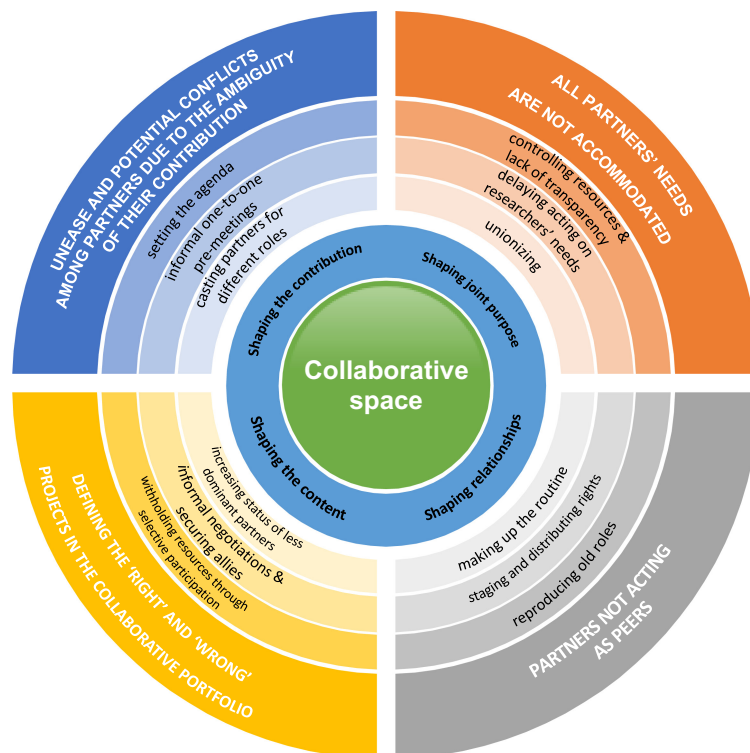 UNEASE AND POTENTIAL CONFLICTS
AMONG PARTNERS DUE TO THE AMBIGUITY
OF THEIR CONTRIBUTION
setting the agenda
informal one-to-one
pre-meetings
casting partners for
different roles
ALL PARTNERS' NEEDS
ARE NOT ACCOMMODATED
controlling resources &
lack of transparency
delaying acting on
researchers' needs
unionizing
Shaping the contribution
Shaping joint purpose
Collaborative
space
Shaping the content
Shaping relationships
increasing status of less
dominant partners
informal negotiations &
securing allies
withholding resources through
selective participation
DEFINING THE 'RIGHT' AND 'WRONG'
PROJECTS IN THE COLLABORATIVE PORTFOLIO
making up the routine
staging and distributing rights
reproducing old roles
PARTNERS NOT ACTING
AS PEERS